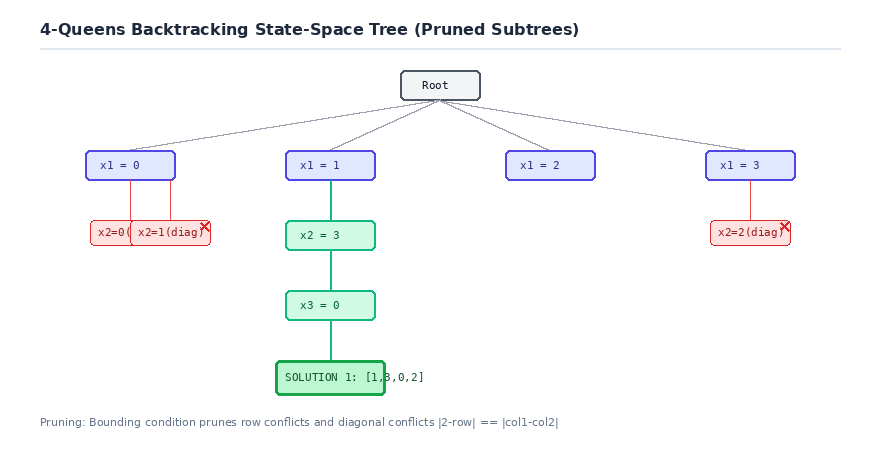 4-Queens Backtracking State-Space Tree (Pruned Subtrees)
Root
x1 = 0
x1 = 1
x1 = 2
x1 = 3
x2=0(
x2=1(diag)
x2 = 3
x2=2(diag)
x3 = 0
SOLUTION 1: [1,3,0,2]
Pruning: Bounding condition prunes row conflicts and diagonal conflicts |2-row| == |col1-col2|